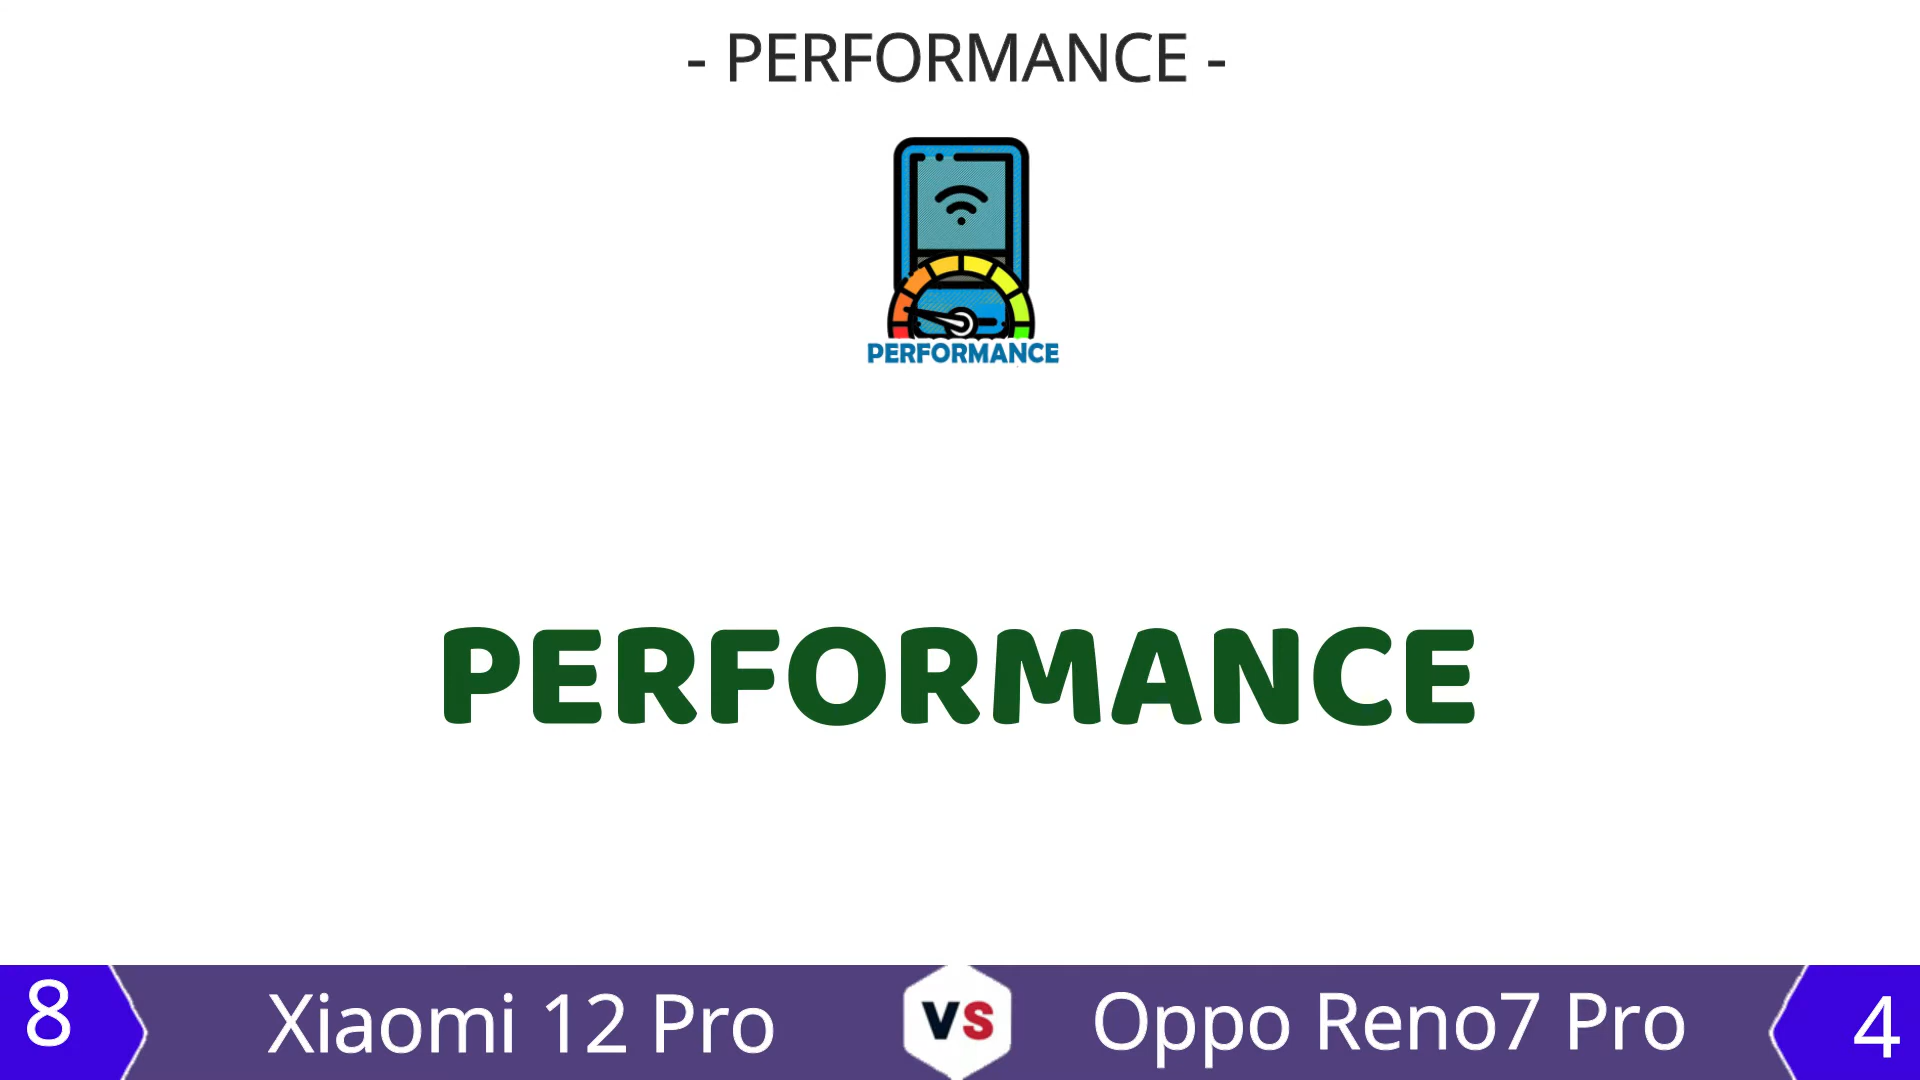 - PERFORMANCE -
PERFORMANCE
PERFORMANCE
8 Xiaomi 12 Pro VS Oppo Reno7 Pro 4